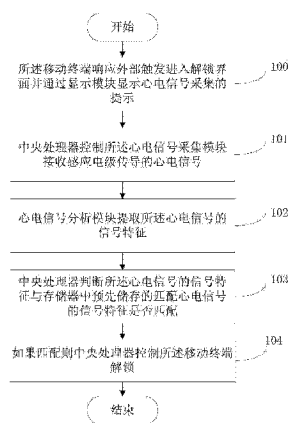 开始
所述移动终端响应外部触发进入解锁界
面并通过显示模块显示心电信号采集的
提示
100
中央处理器控制所述心电信号采集模块
接收感应电级传导的心电信号
101
心电信号分析模块提取所述心电信号的
信号特征
102
中央处理器判断所述心电信号的信号特
征与存储器中预先储存的匹配心电信号
的信号特征是否匹配
103
如果匹配则中央处理器控制所述移动终端
解锁
104
结束